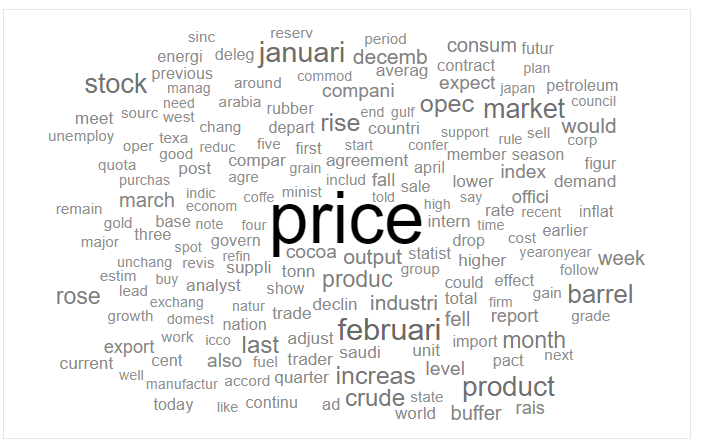 reserv
sinc period
januari consum futur
energi deleg decemb
previous averag contract plan
stock around commod expect japan petroleum
manag compani
need arabia rubber opec market council
meet sourc west end gulf
chang depart rise countri support rule sell would
unemploy texa corp
oper reduc five first start confer
good agreement member season figur
quota post compar april index
purchas agre grain includ fall lower demand
indic coffe minist sale
march econom told high say offici
remain price rate recent inflat
gold base note four intern time
major three govern drop cost earlier
spot cocoa statist yearonyear
unchang revis refin output higher week
estim suppli tonn group follow
buy analyst produc could effect
rose lead show gain barrel
exchang natur declin industri total firm
growth domest trade fell report grade
nation februari
work icco last adjust import month
export saudi unit next
current cent also fuel trader level pact
well accord quarter increas
manufactur product
today like continu ad crude state
world buffer rais